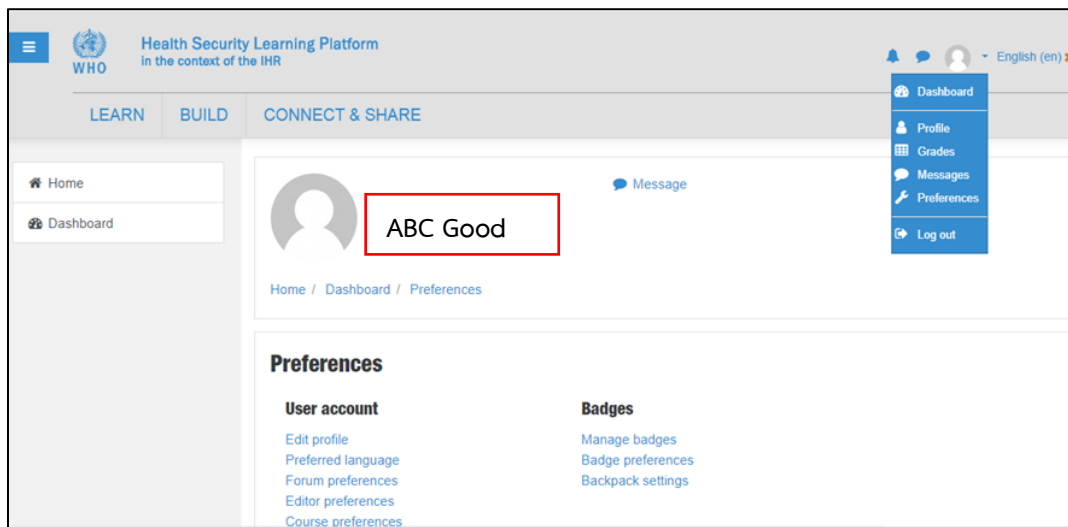 Health Security Learning Platform
in the context of the IHR
WHO
English (en)
LEARN BUILD CONNECT & SHARE
Dashboard
Profile
Grades
Messages
Preferences
Log out
Home
Dashboard
ABC Good
Message
Home / Dashboard / Preferences
Preferences
User account
Edit profile
Preferred language
Forum preferences
Editor preferences
Course preferences
Badges
Manage badges
Badge preferences
Backpack settings